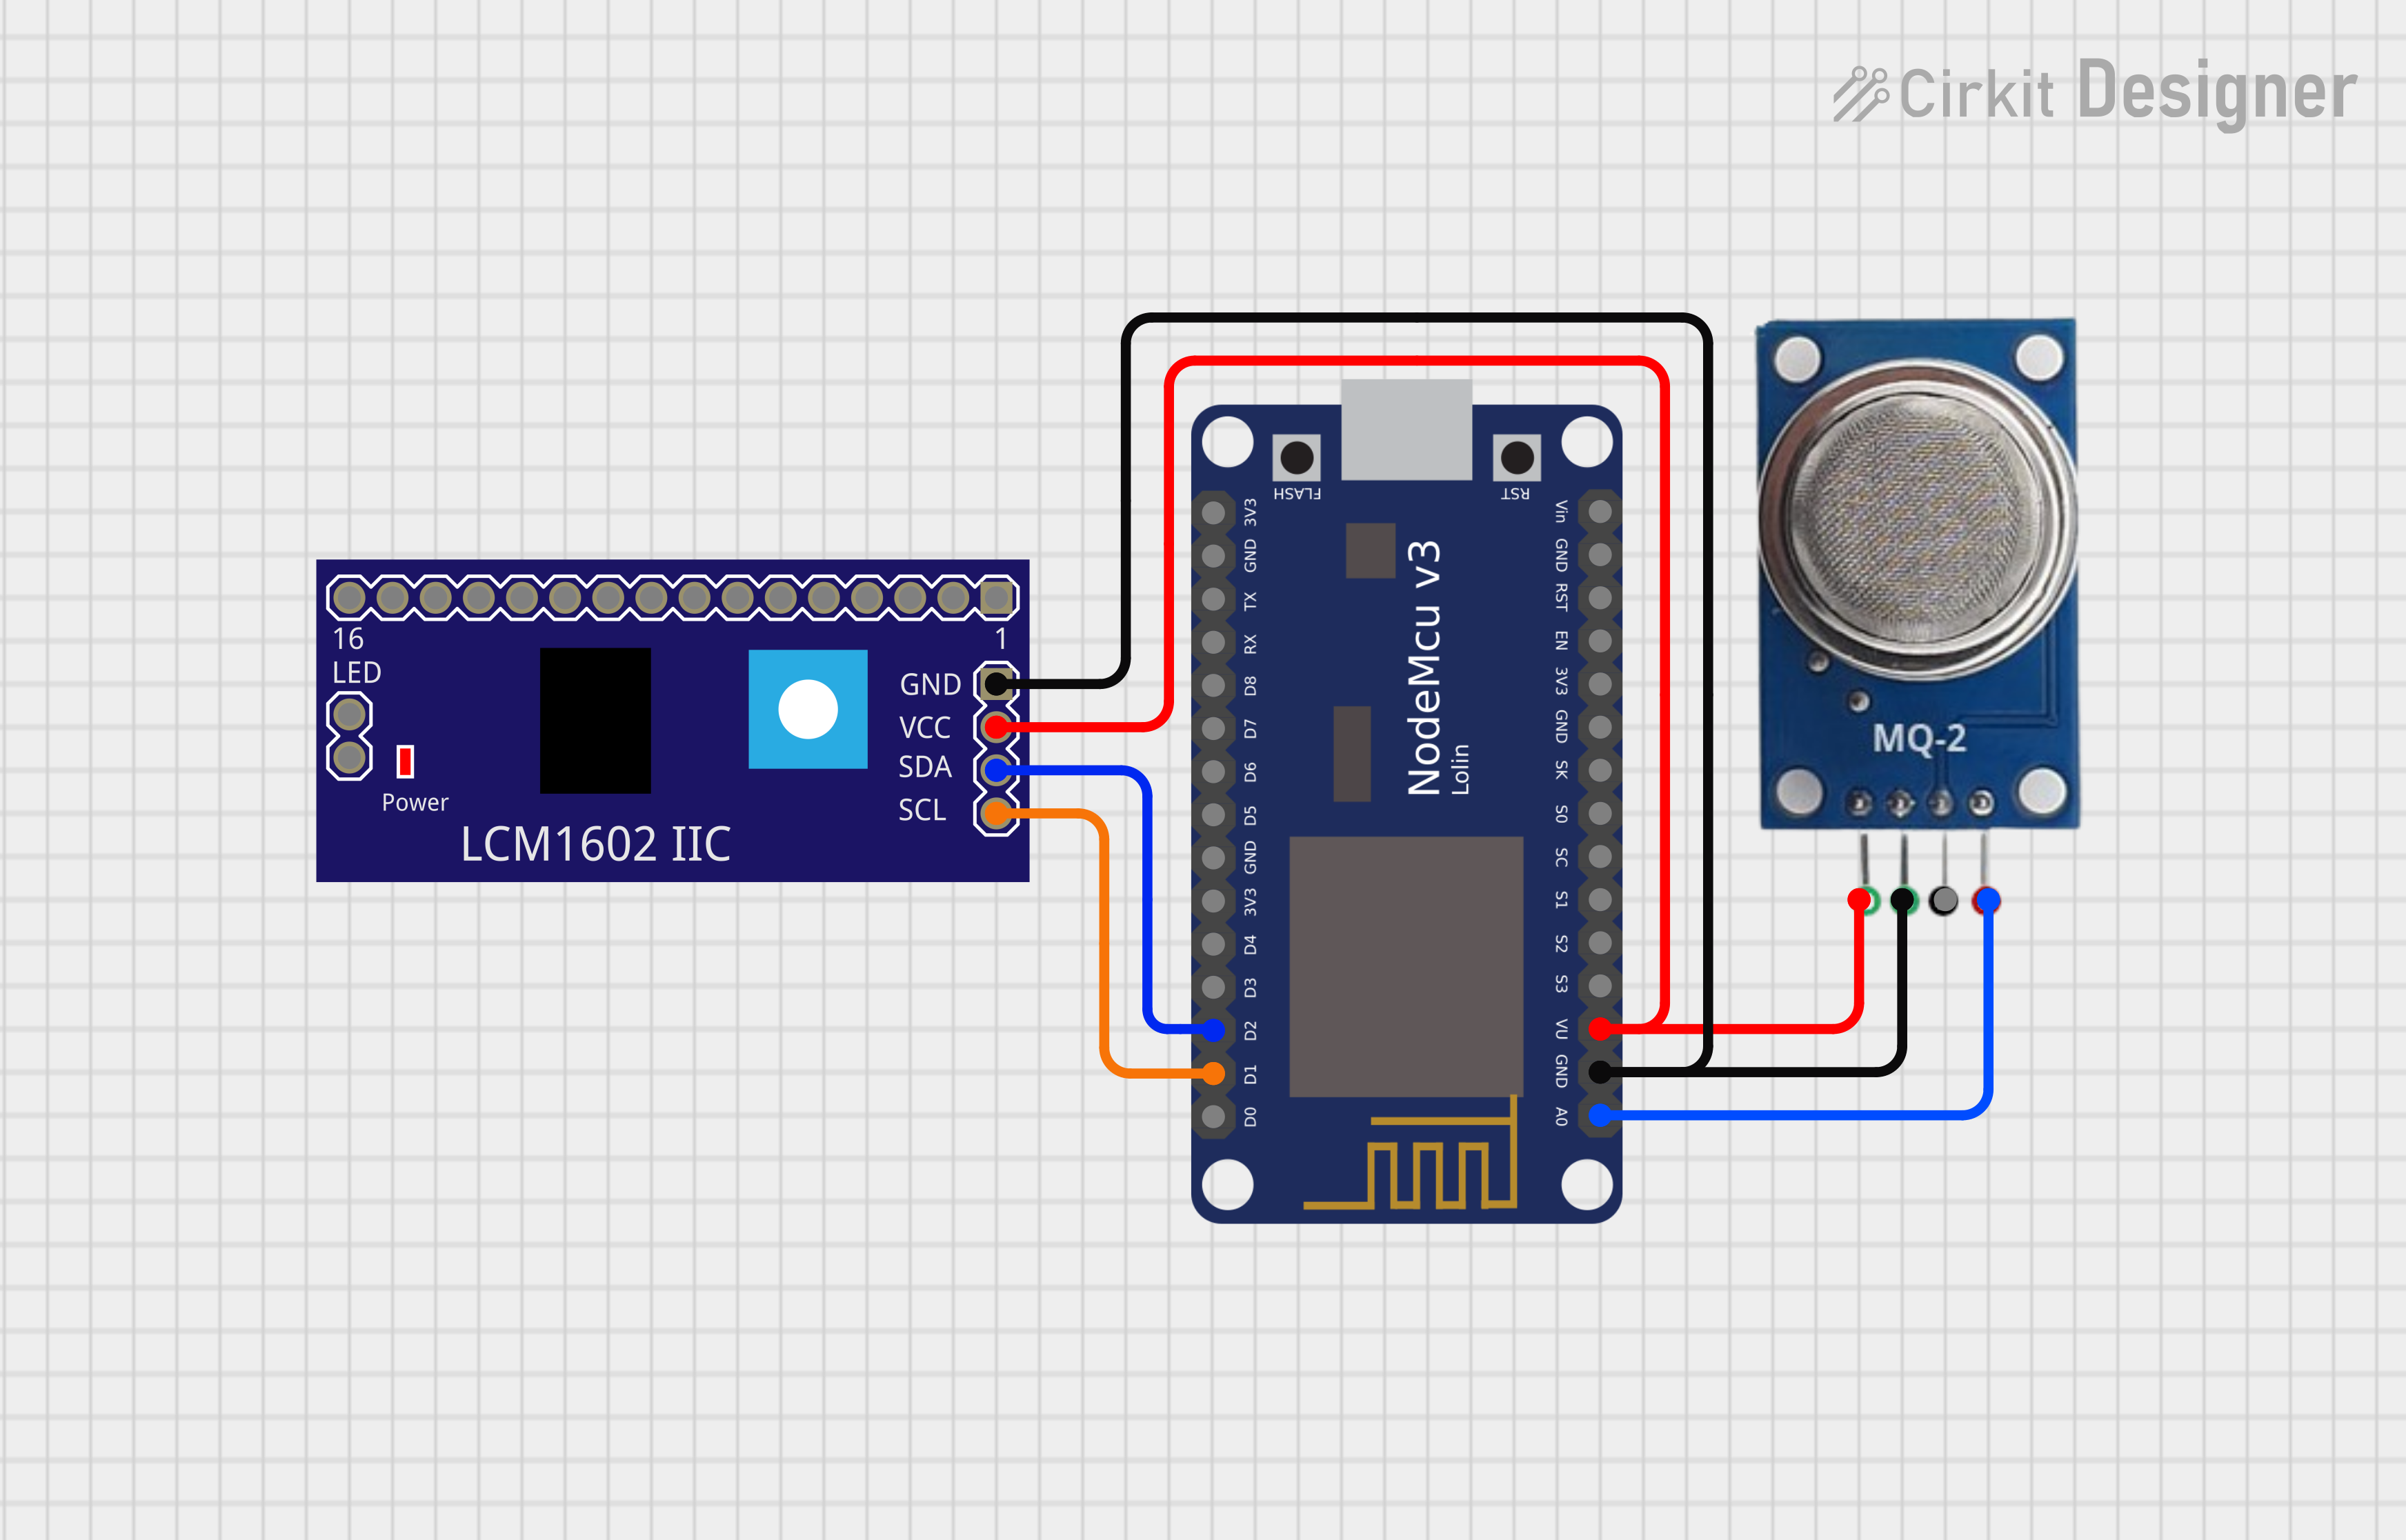 Cirkit Designer
16
1
LED
Power
GND
VCC
SDA
SCL
LCM1602 IIC
FLASH
RST
3V3
GND
TX
RX
D8
D7
D6
D5
GND
3V3
D4
D3
D2
D1
D0
NodeMcu v3
Lolin
Vin
GND
RST
EN
3V3
GND
SK
S0
SC
S1
S2
S3
VU
GND
A0
MQ-2